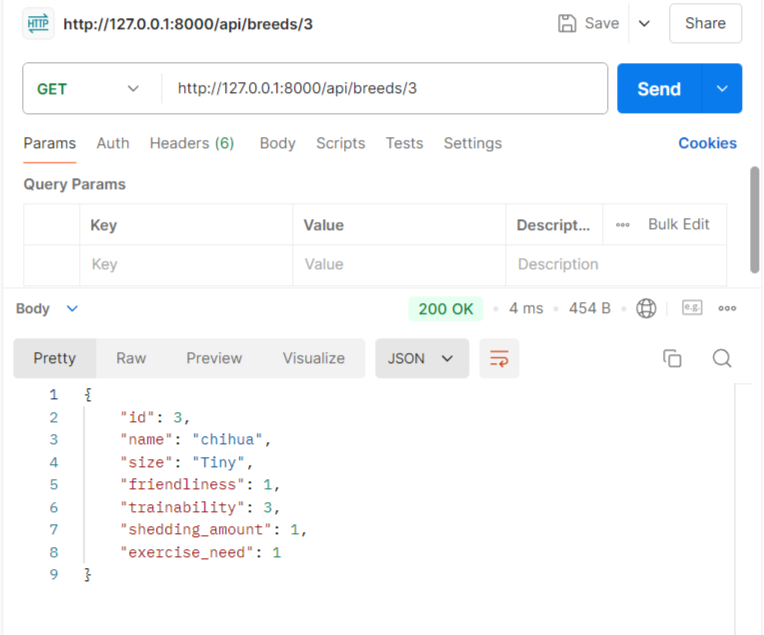 HTTP http://127.0.0.1:8000/api/breeds/3 Save Share
GET http://127.0.0.1:8000/api/breeds/3 Send
Params Auth Headers (6) Body Scripts Tests Settings Cookies
Query Params
Key Value Descript... Bulk Edit
Key Value Description
Body 200 OK 4 ms 454 B e.g.
Pretty Raw Preview Visualize JSON
1 {
2 "id": 3,
3 "name": "chihua",
4 "size": "Tiny",
5 "friendliness": 1,
6 "trainability": 3,
7 "shedding_amount": 1,
8 "exercise_need": 1
9 }